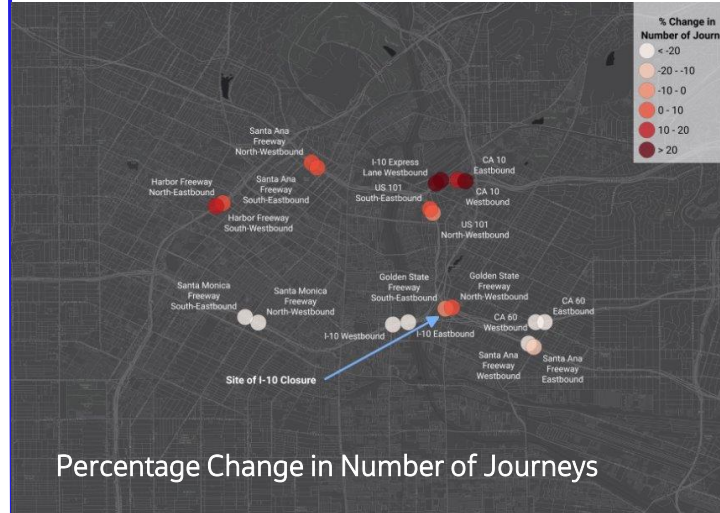 % Change in
Number of Journ
< -20
-20 - -10
-10 - 0
0 - 10
10 - 20
> 20
Santa Ana
Freeway
North-Westbound
Santa Ana
Freeway
South-Eastbound
Harbor Freeway
North-Eastbound
Harbor Freeway
South-Westbound
I-10 Express
Lane Westbound
US 101
South-Eastbound
CA 10
Eastbound
CA 10
Westbound
US 101
North-Westbound
Santa Monica
Freeway
South-Eastbound
Santa Monica
Freeway
North-Westbound
Golden State
Freeway
South-Eastbound
Golden State
Freeway
North-Westbound
I-10 Westbound
I-10 Eastbound
CA 60
Westbound
CA 60
Eastbound
Santa Ana
Freeway
Westbound
Santa Ana
Freeway
Eastbound
Site of I-10 Closure
Percentage Change in Number of Journeys